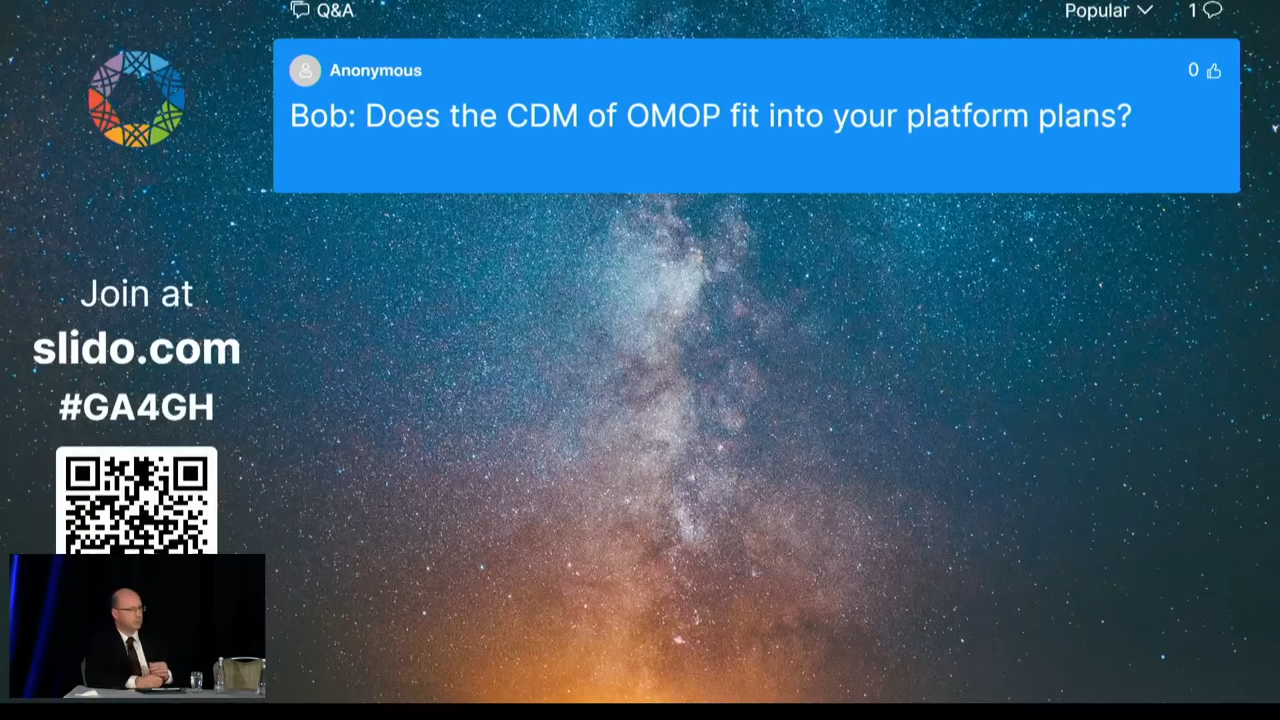 Q&A
Popular
1
Anonymous
0
Bob: Does the CDM of OMOP fit into your platform plans?
Join at
slido.com
#GA4GH